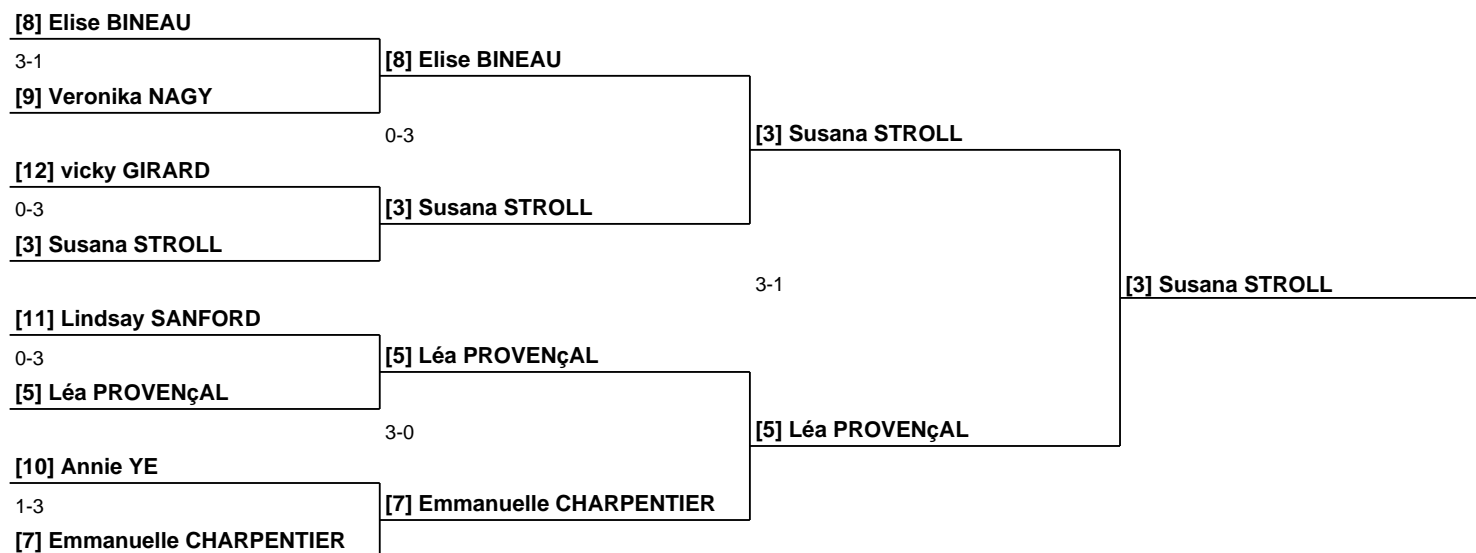 [8] Elise BINEAU
3-1
[8] Elise BINEAU
[9] Veronika NAGY
0-3
[3] Susana STROLL
[12] vicky GIRARD
0-3
[3] Susana STROLL
[3] Susana STROLL
3-1
[3] Susana STROLL
[11] Lindsay SANFORD
0-3
[5] Léa PROVENçAL
[5] Léa PROVENçAL
3-0
[5] Léa PROVENçAL
[10] Annie YE
1-3
[7] Emmanuelle CHARPENTIER
[7] Emmanuelle CHARPENTIER